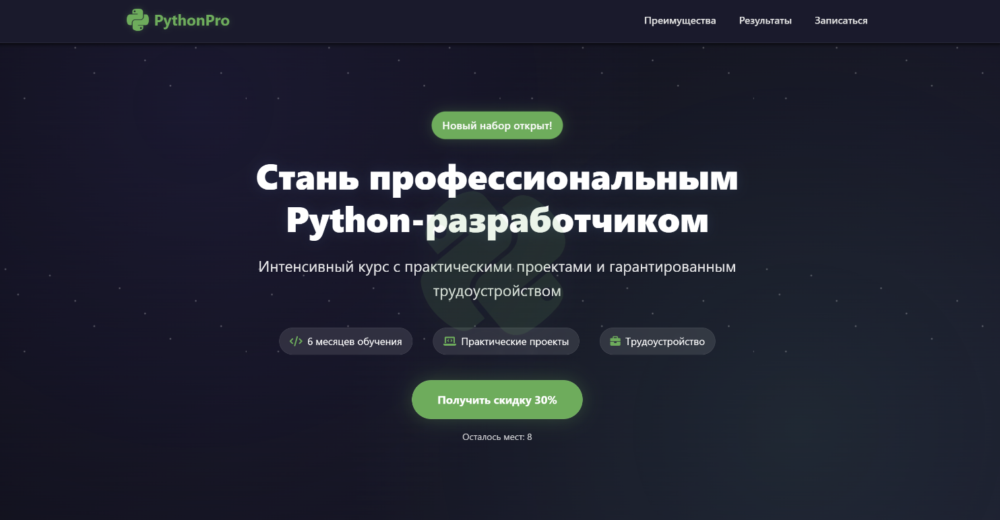 PythonPro
Преимущества
Результаты
Записаться
Новый набор открыт!
Стань профессиональным
Python-разработчиком
Интенсивный курс с практическими проектами и гарантированным
трудоустройством
6 месяцев обучения
Практические проекты
Трудоустройство
Получить скидку 30%
Осталось мест: 8